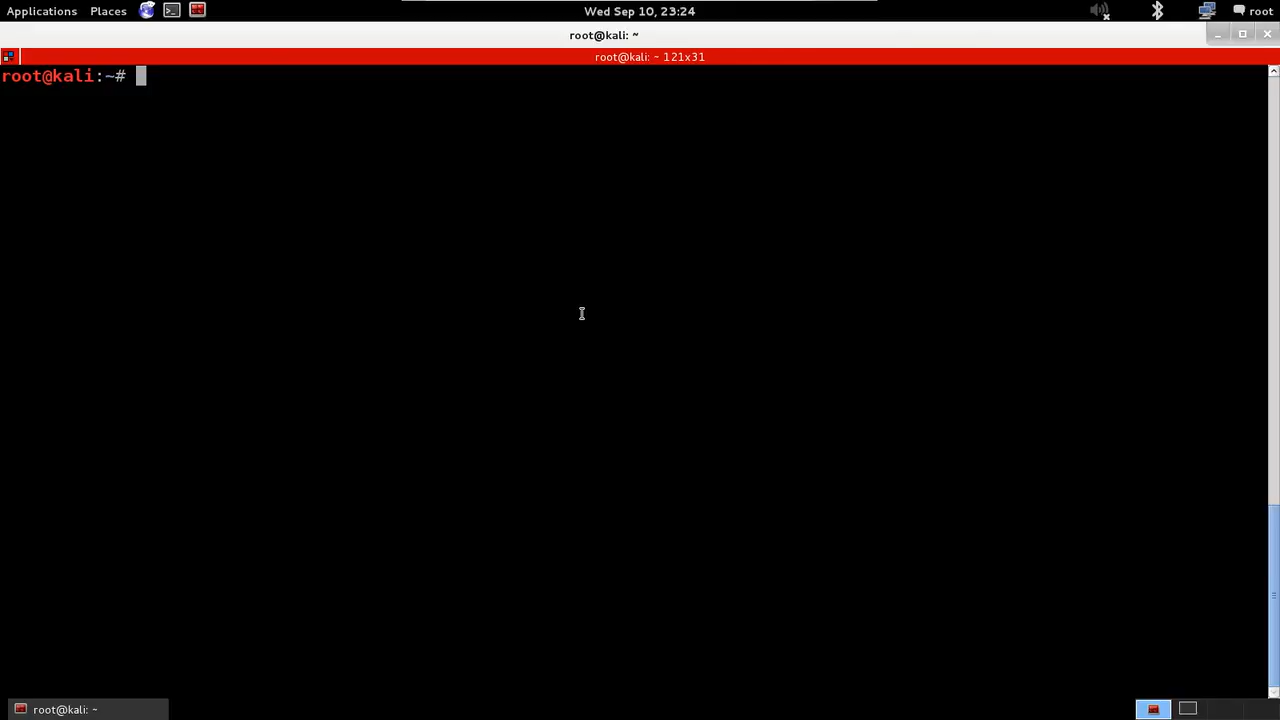 Applications Places Wed Sep 10, 23:24 root
root@kali: ~
root@kali: ~ 121x31
root@kali:~#
root@kali: ~